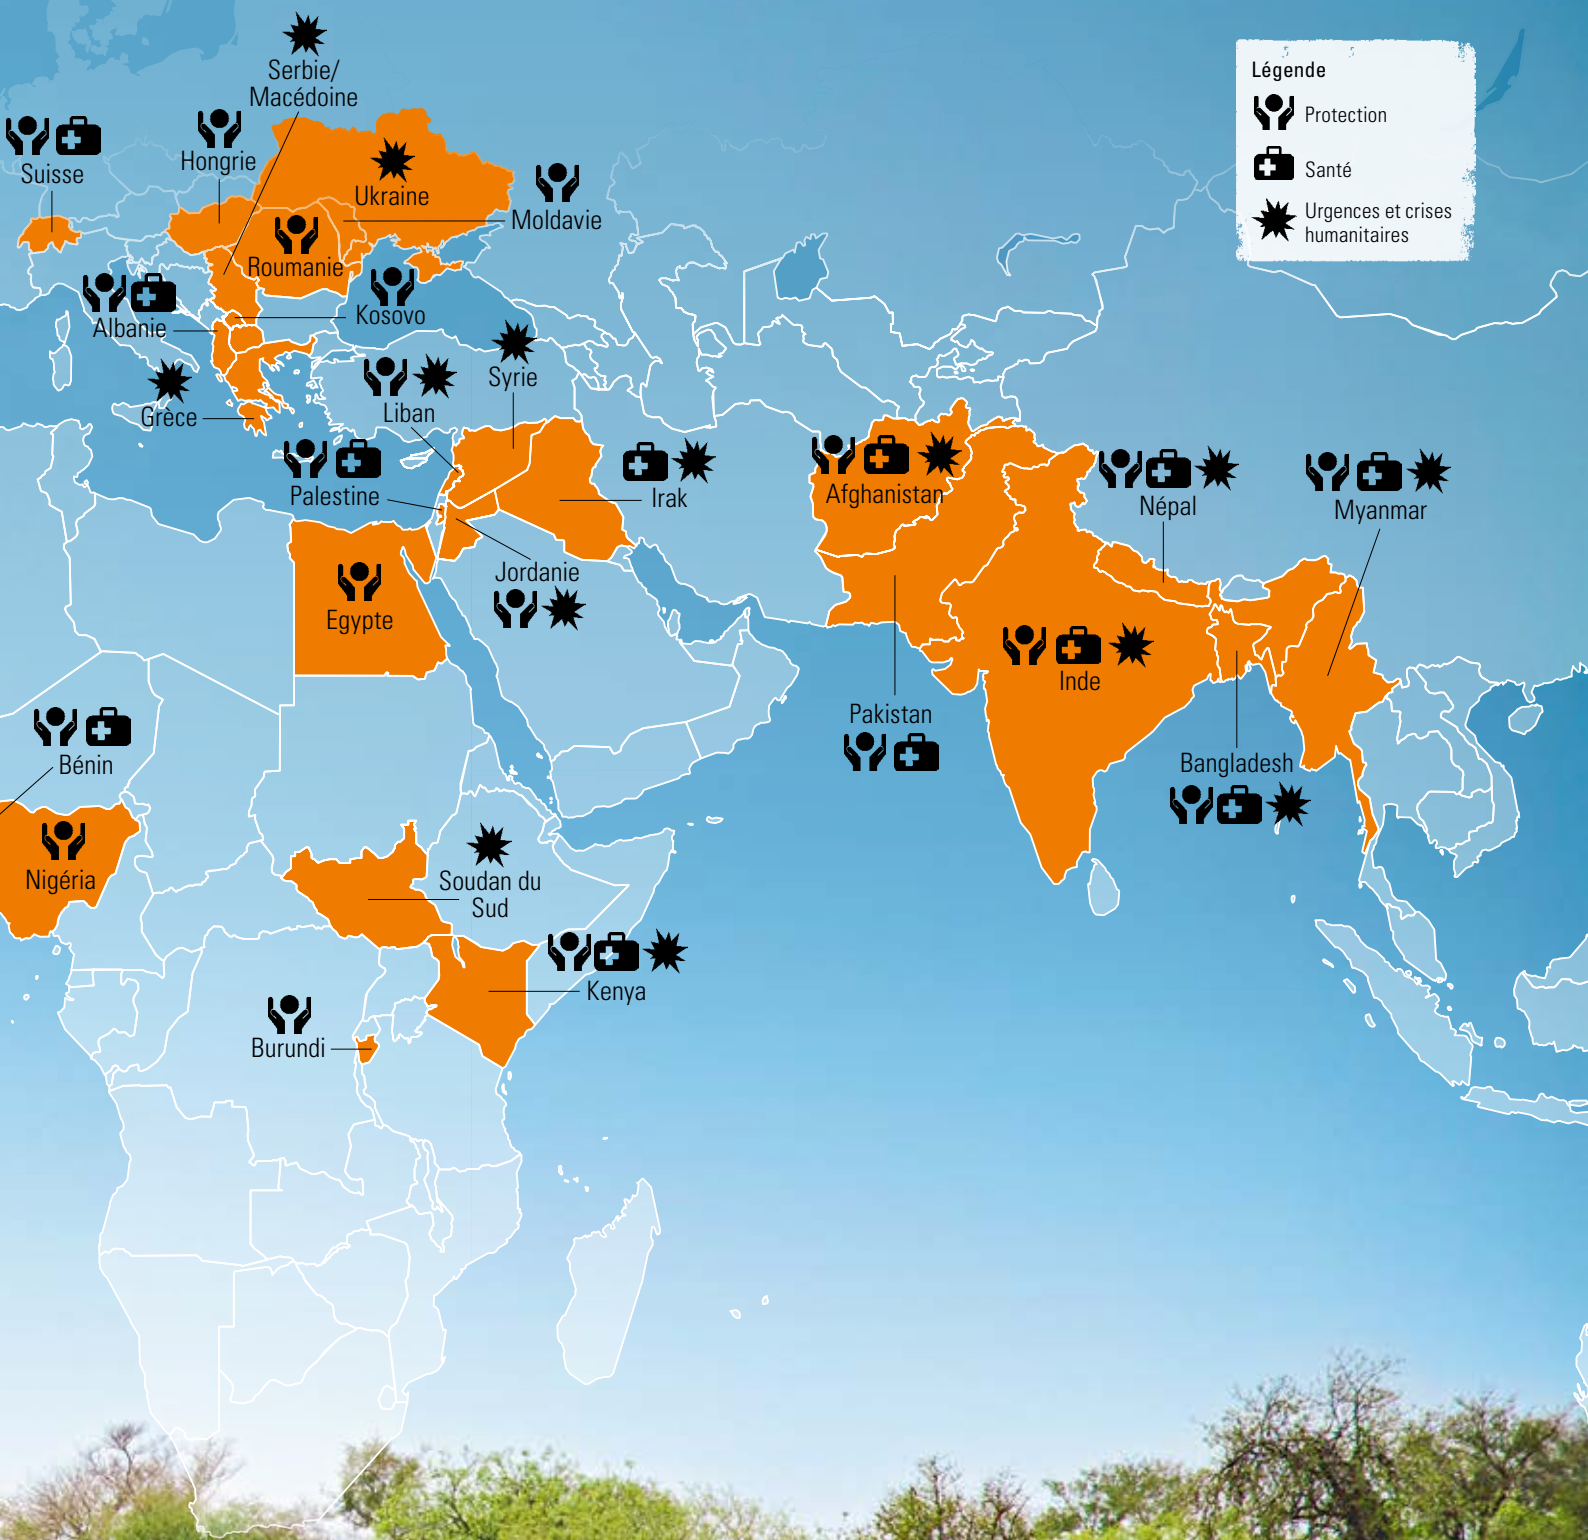 Légende
Protection
Santé
Urgences et crises
humanitaires
Serbie/
Macédoine
Suisse
Hongrie
Ukraine
Moldavie
Roumanie
Albanie
Kosovo
Grèce
Liban
Syrie
Palestine
Irak
Jordanie
Egypte
Afghanistan
Népal
Myanmar
Inde
Pakistan
Bangladesh
Bénin
Nigéria
Soudan du
Sud
Kenya
Burundi